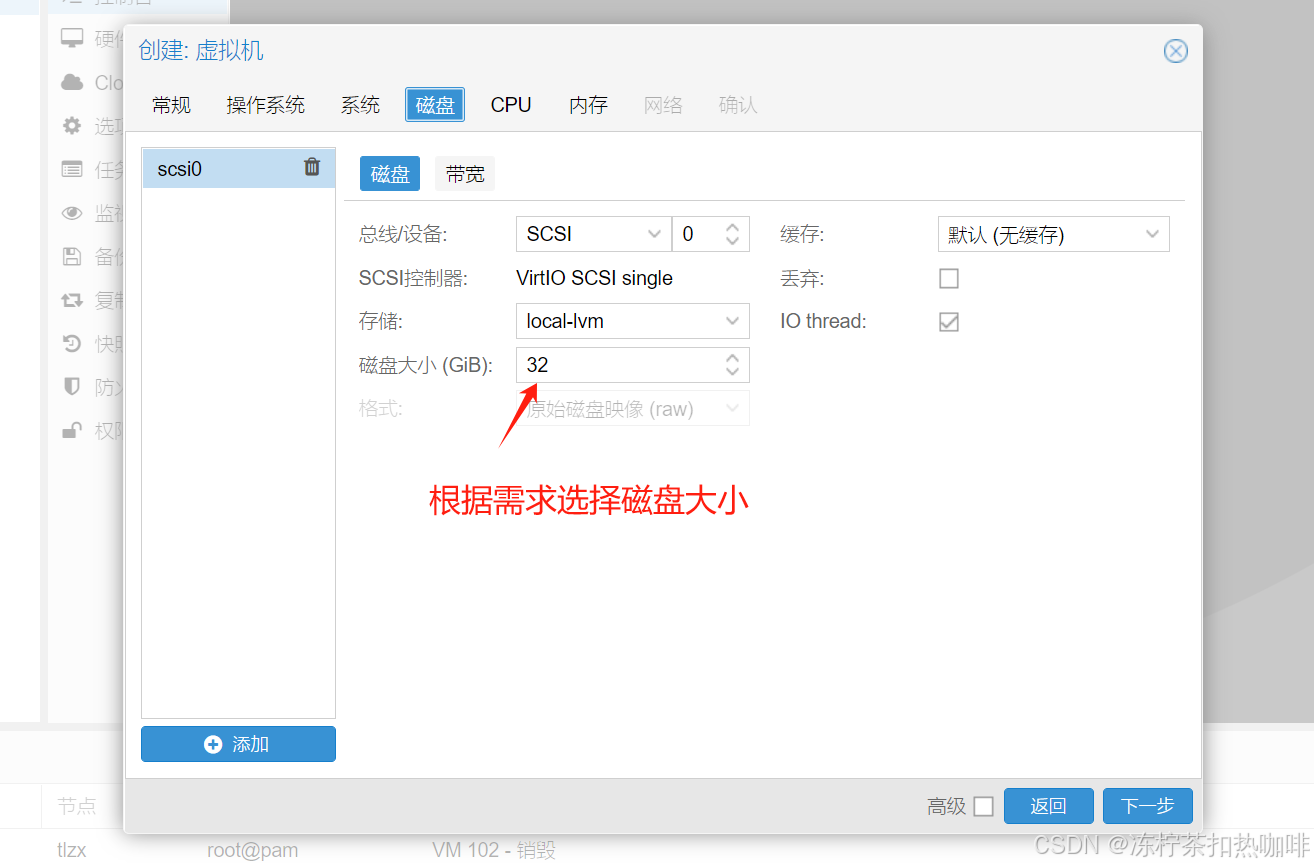 控制台
硬件
创建: 虚拟机
Clo
常规 操作系统 系统 磁盘 CPU 内存 网络 确认
选项
任务
scsi0
磁盘 带宽
监视
总线/设备: SCSI 0 缓存: 默认 (无缓存)
备份
SCSI控制器: VirtIO SCSI single 丢弃:
复制
存储: local-lvm IO thread:
快照
磁盘大小 (GiB): 32
防火
格式: 原始磁盘映像 (raw)
权限
根据需求选择磁盘大小
添加
高级 返回 下一步
节点
tlzx root@pam VM 102 - 销毁
CSDN @冻柠茶扣热咖啡